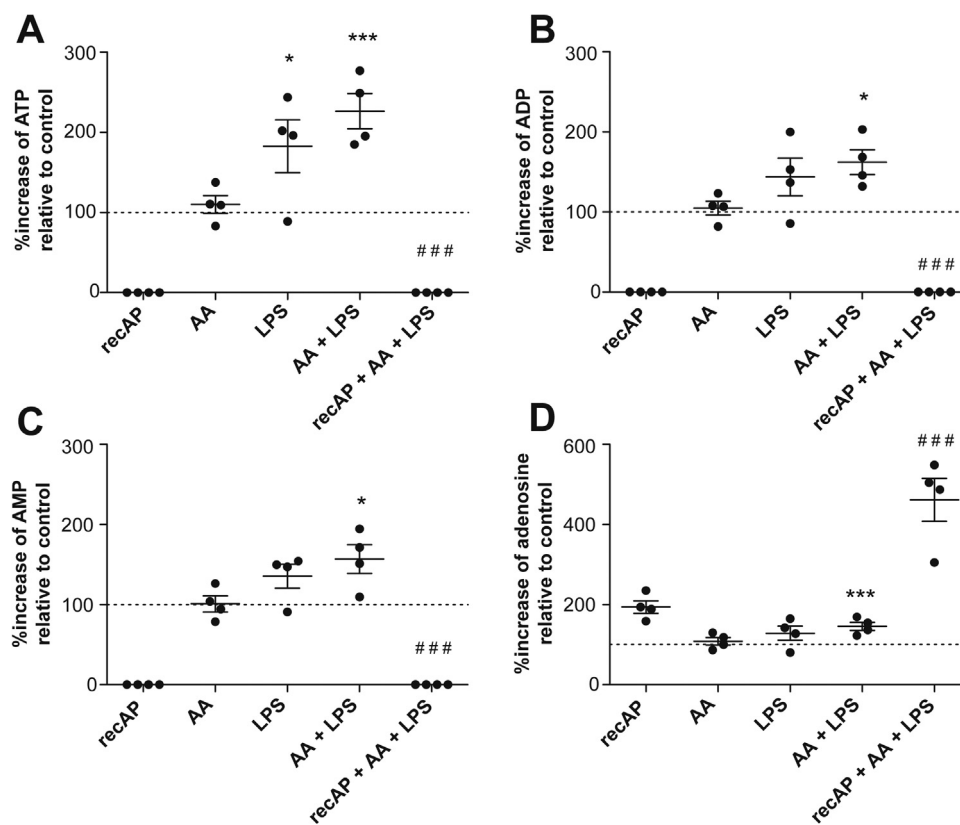 A
%increase of ATP
relative to control
300
200
100
0
*
***
# # #
recAP
AA
LPS
AA + LPS
recAP + AA + LPS
B
%increase of ADP
relative to control
300
200
100
0
*
# # #
recAP
AA
LPS
AA + LPS
recAP + AA + LPS
C
%increase of AMP
relative to control
300
200
100
0
*
# # #
recAP
AA
LPS
AA + LPS
recAP + AA + LPS
D
%increase of adenosine
relative to control
600
400
200
0
***
# # #
recAP
AA
LPS
AA + LPS
recAP + AA + LPS